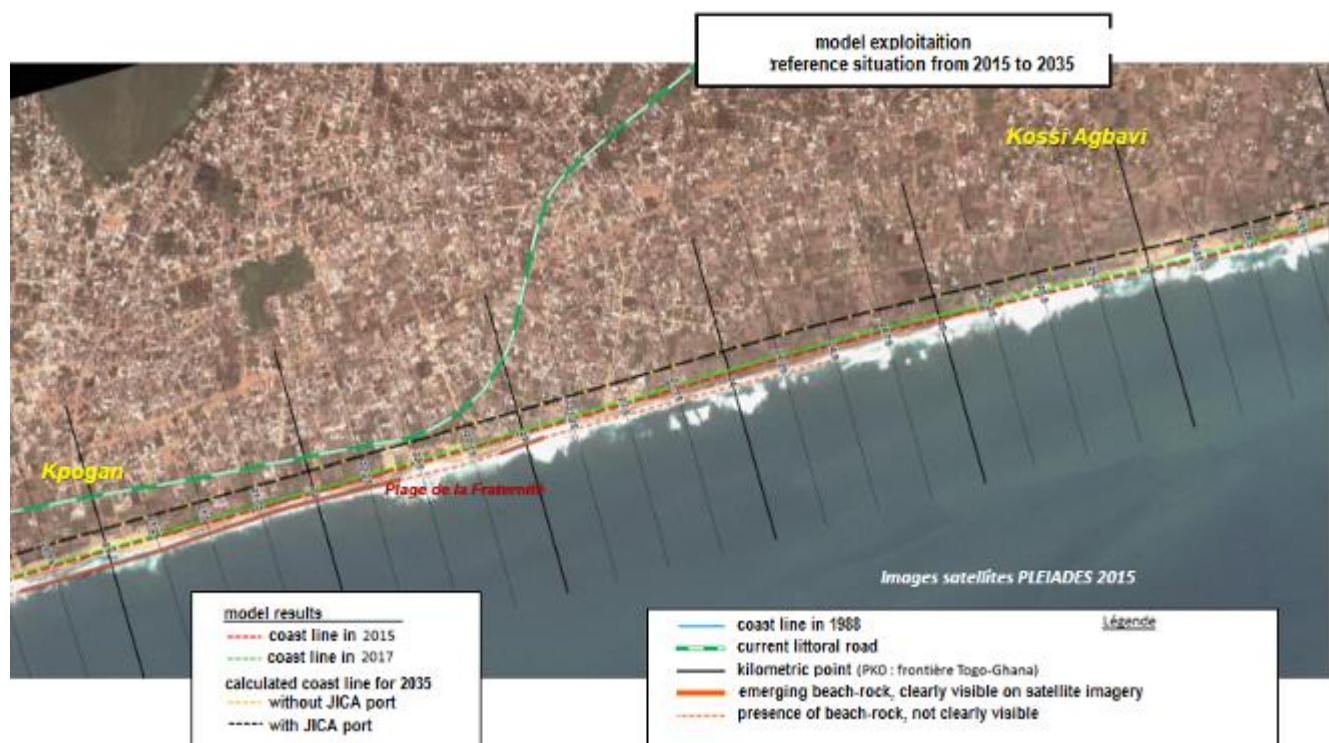 model exploitaition
reference situation from 2015 to 2035
Kossi Agbavi
Kpogan
Plage de la Fraternité
Images satellîtes PLEIADES 2015
model results
coast line in 2015
coast line in 2017
calculated coast line for 2035
without JICA port
with JICA port
Légende
coast line in 1988
current littoral road
kilometric point (PK0 : frontière Togo-Ghana)
emerging beach-rock, clearly visible on satellite imagery
presence of beach-rock, not clearly visible